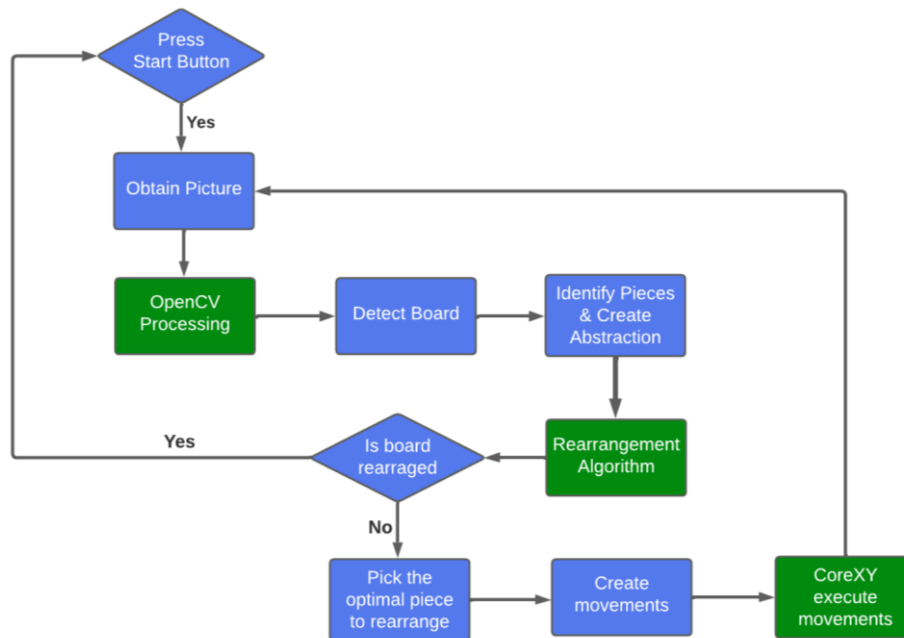 Press
Start Button
Yes
Obtain Picture
OpenCV
Processing
Detect Board
Identify Pieces
& Create
Abstraction
Rearrangement
Algorithm
Is board
rearraged
Yes
No
Pick the
optimal piece
to rearrange
Create
movements
CoreXY
execute
movements